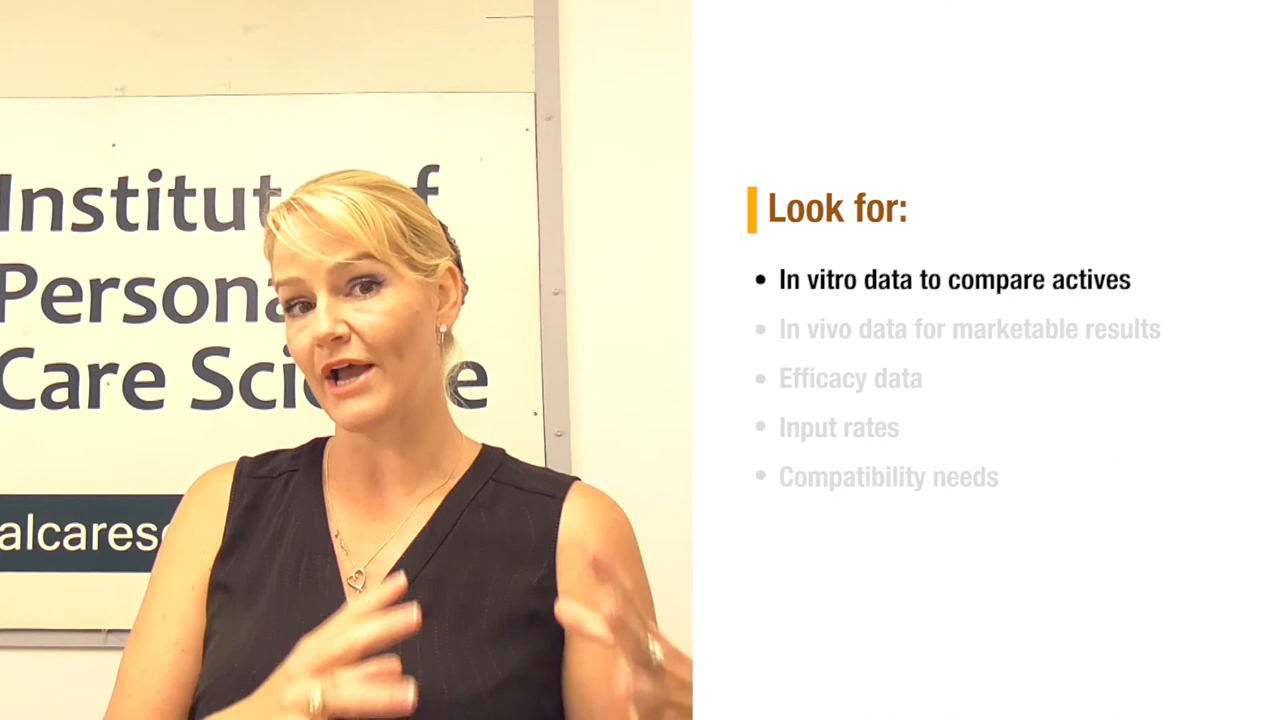 Institut f
Persona
Care Sci e
alcares
Look for:
• In vitro data to compare actives
• In vivo data for marketable results
• Efficacy data
• Input rates
• Compatibility needs